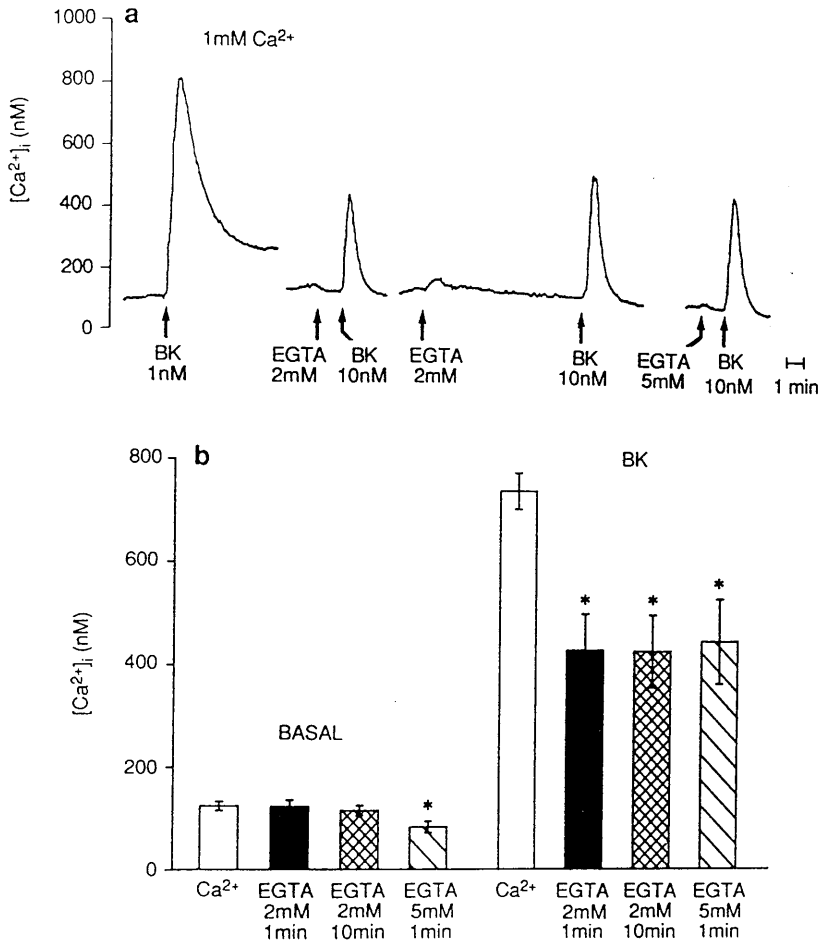 a
1000
1mM Ca²⁺
800
600
400
200
0
[Ca²⁺]ᵢ (nM)
BK
1nM
EGTA
2mM
BK
10nM
EGTA
2mM
BK
10nM
EGTA
5mM
BK
10nM
1 min
b
800
600
400
200
0
[Ca²⁺]ᵢ (nM)
BASAL
BK
*
*
*
*
Ca²⁺
EGTA
2mM
1min
EGTA
2mM
10min
EGTA
5mM
1min
Ca²⁺
EGTA
2mM
1min
EGTA
2mM
10min
EGTA
5mM
1min